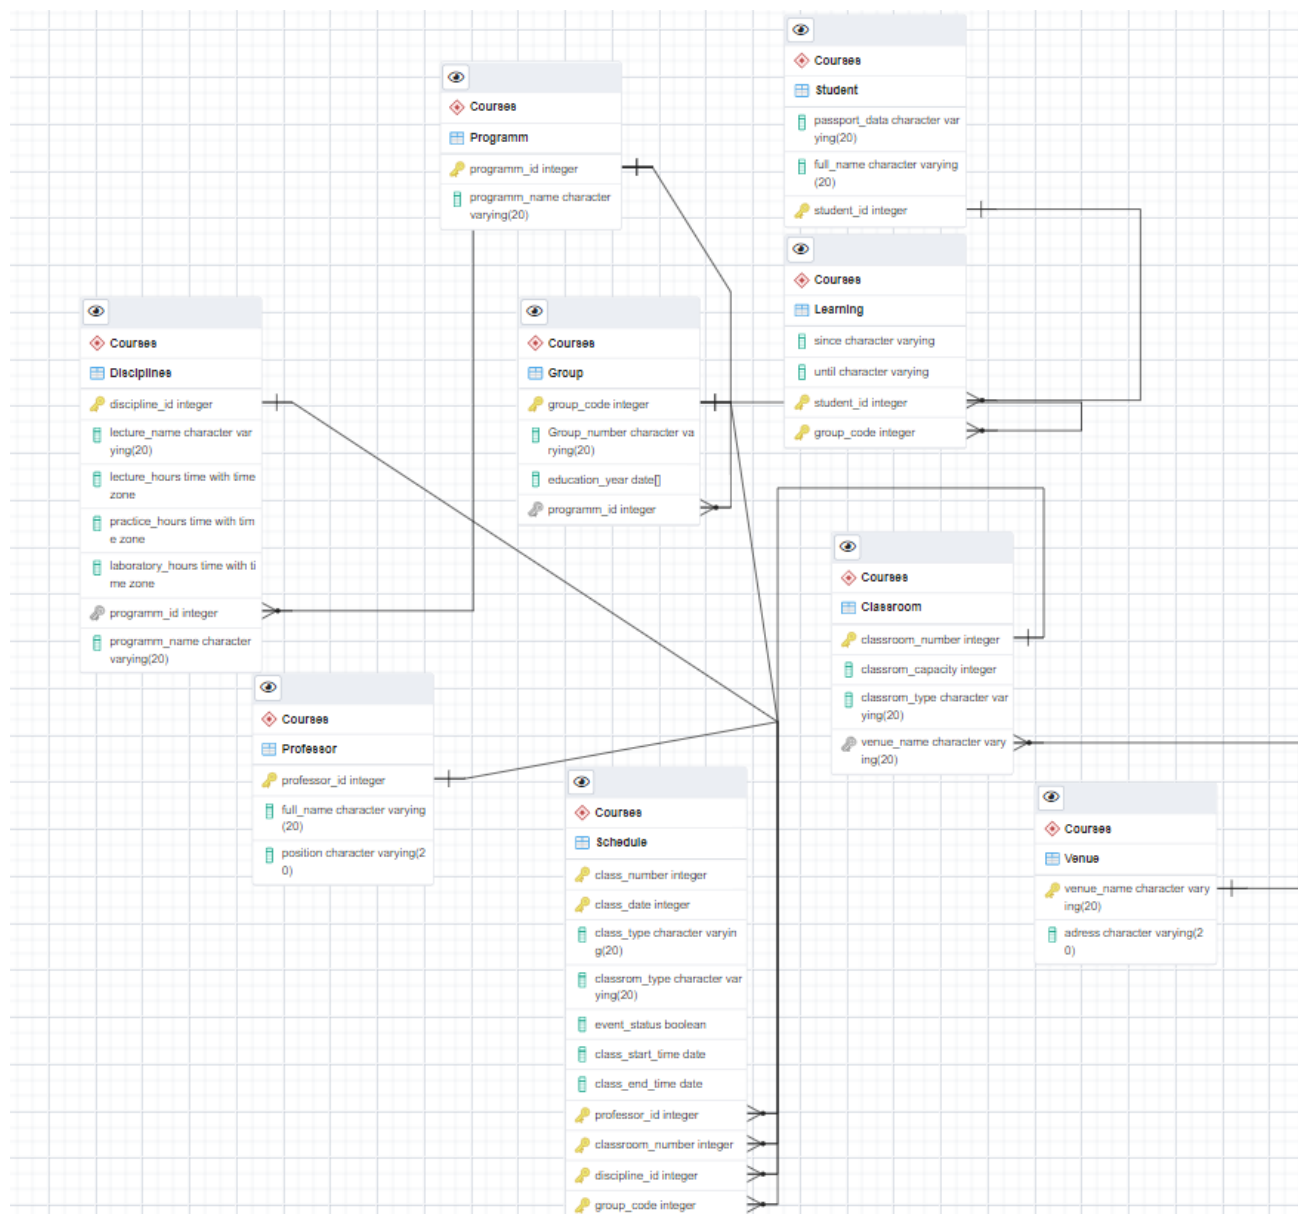 Courses
Student
passport_data character var
ying(20)
full_name character varying
(20)
student_id integer
Courses
Programm
programm_id integer
programm_name character
varying(20)
Courses
Learning
since character varying
until character varying
student_id integer
group_code integer
Courses
Disciplines
discipline_id integer
lecture_name character var
ying(20)
lecture_hours time with time
zone
practice_hours time with tim
e zone
laboratory_hours time with ti
me zone
programm_id integer
programm_name character
varying(20)
Courses
Group
group_code integer
Group_number character va
rying(20)
education_year date[]
programm_id integer
Courses
Classroom
classroom_number integer
classrom_capacity integer
classrom_type character var
ying(20)
venue_name character vary
ing(20)
Courses
Professor
professor_id integer
full_name character varying
(20)
position character varying(2
0)
Courses
Schedule
class_number integer
class_date integer
class_type character varyin
g(20)
classrom_type character var
ying(20)
event_status boolean
class_start_time date
class_end_time date
professor_id integer
classroom_number integer
discipline_id integer
group_code integer
Courses
Venue
venue_name character vary
ing(20)
adress character varying(2
0)